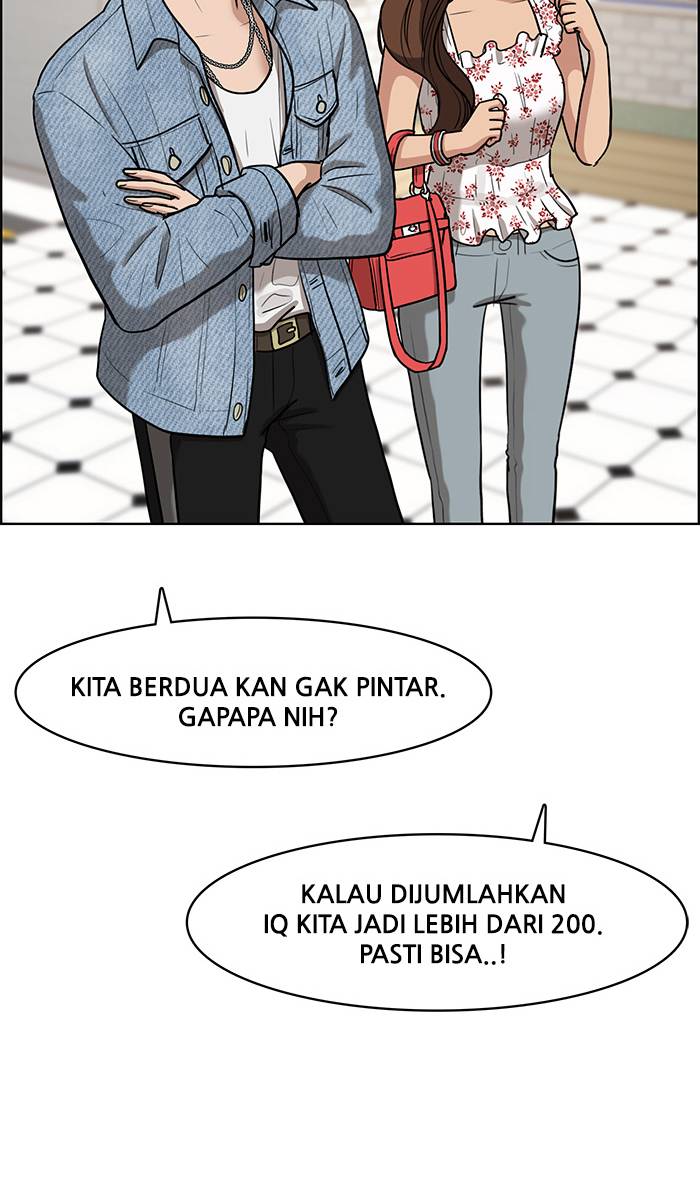 KITA BERDUA KAN GAK PINTAR.
GAPAPA NIH?
KALAU DIJUMLAHKAN
IQ KITA JADI LEBIH DARI 200.
PASTI BISA..!